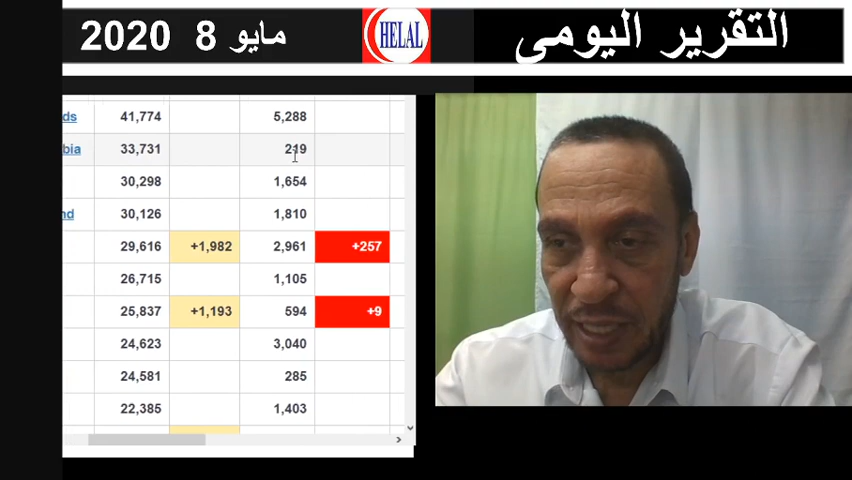 التقرير اليومى HELAL مايو 8 2020
ds 41,774 5,288
bia 33,731 219
30,298 1,654
nd 30,126 1,810
29,616 +1,982 2,961 +257
26,715 1,105
25,837 +1,193 594 +9
24,623 3,040
24,581 285
22,385 1,403